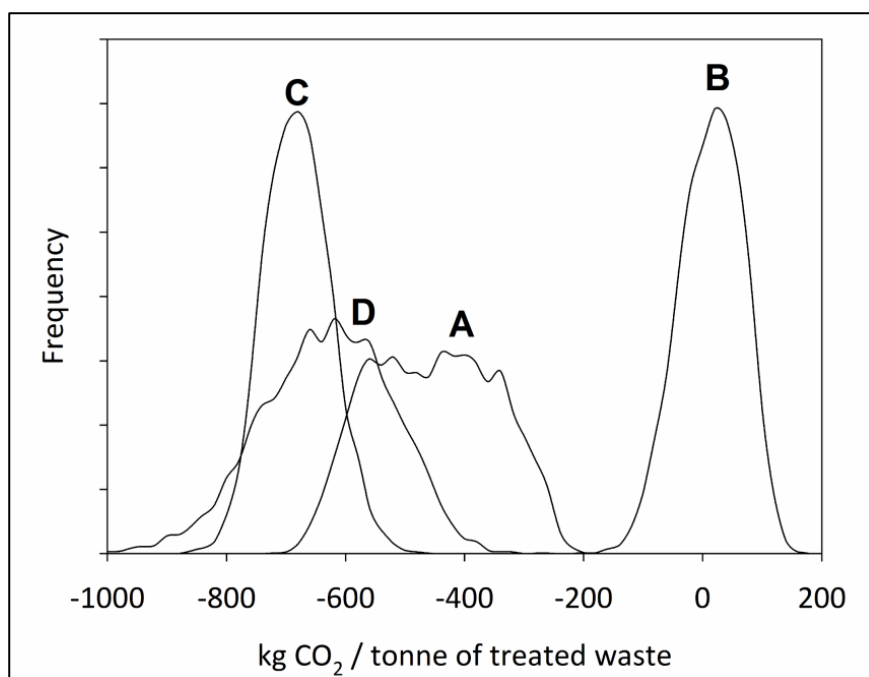 C
B
D
A
Frequency
-1000 -800 -600 -400 -200 0 200
kg CO₂ / tonne of treated waste